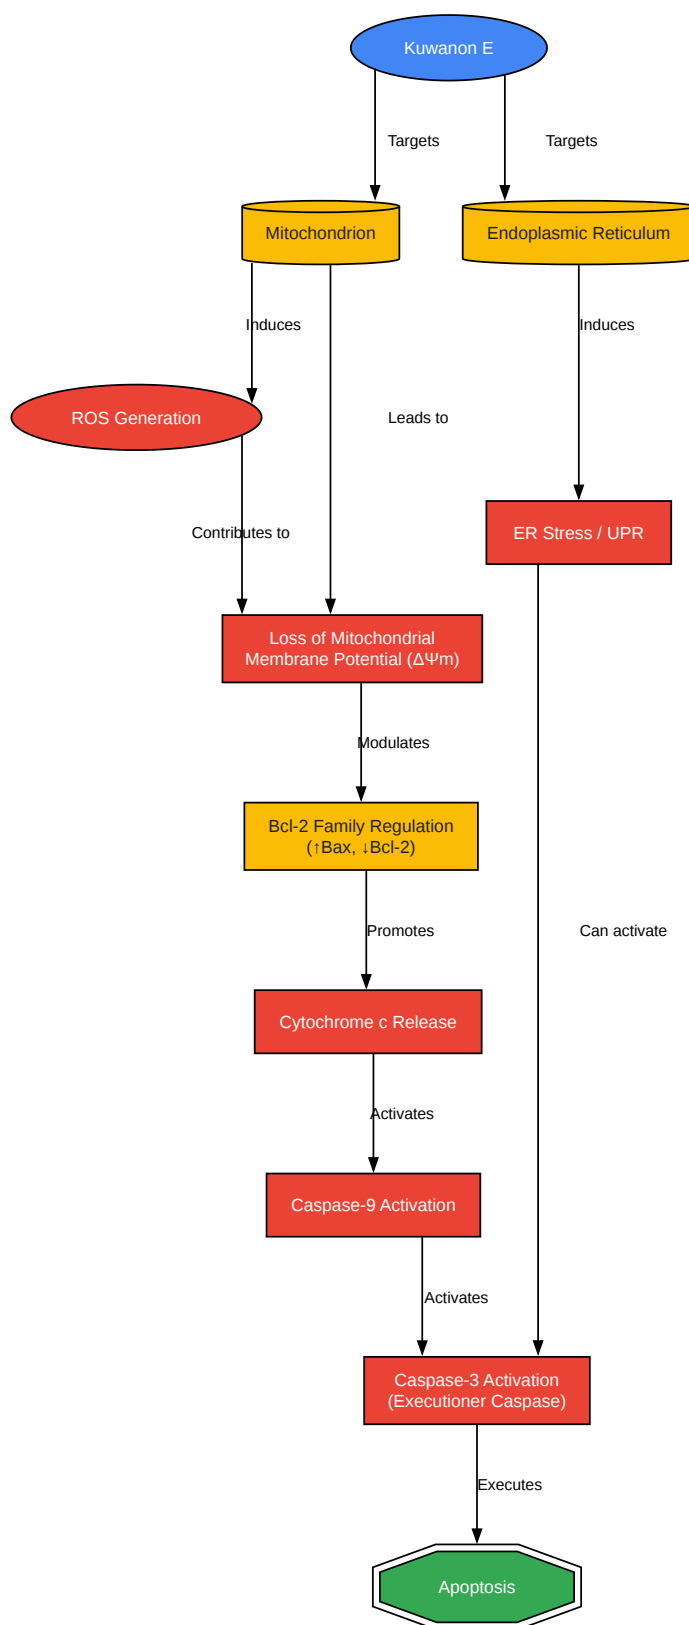 Kuwanon E
Targets
Targets
Mitochondrion
Endoplasmic Reticulum
Induces
Induces
ROS Generation
Leads to
Contributes to
ER Stress / UPR
Loss of Mitochondrial
Membrane Potential (ΔΨm)
Modulates
Bcl-2 Family Regulation
(↑Bax, ↓Bcl-2)
Promotes
Can activate
Cytochrome c Release
Activates
Caspase-9 Activation
Activates
Caspase-3 Activation
(Executioner Caspase)
Executes
Apoptosis